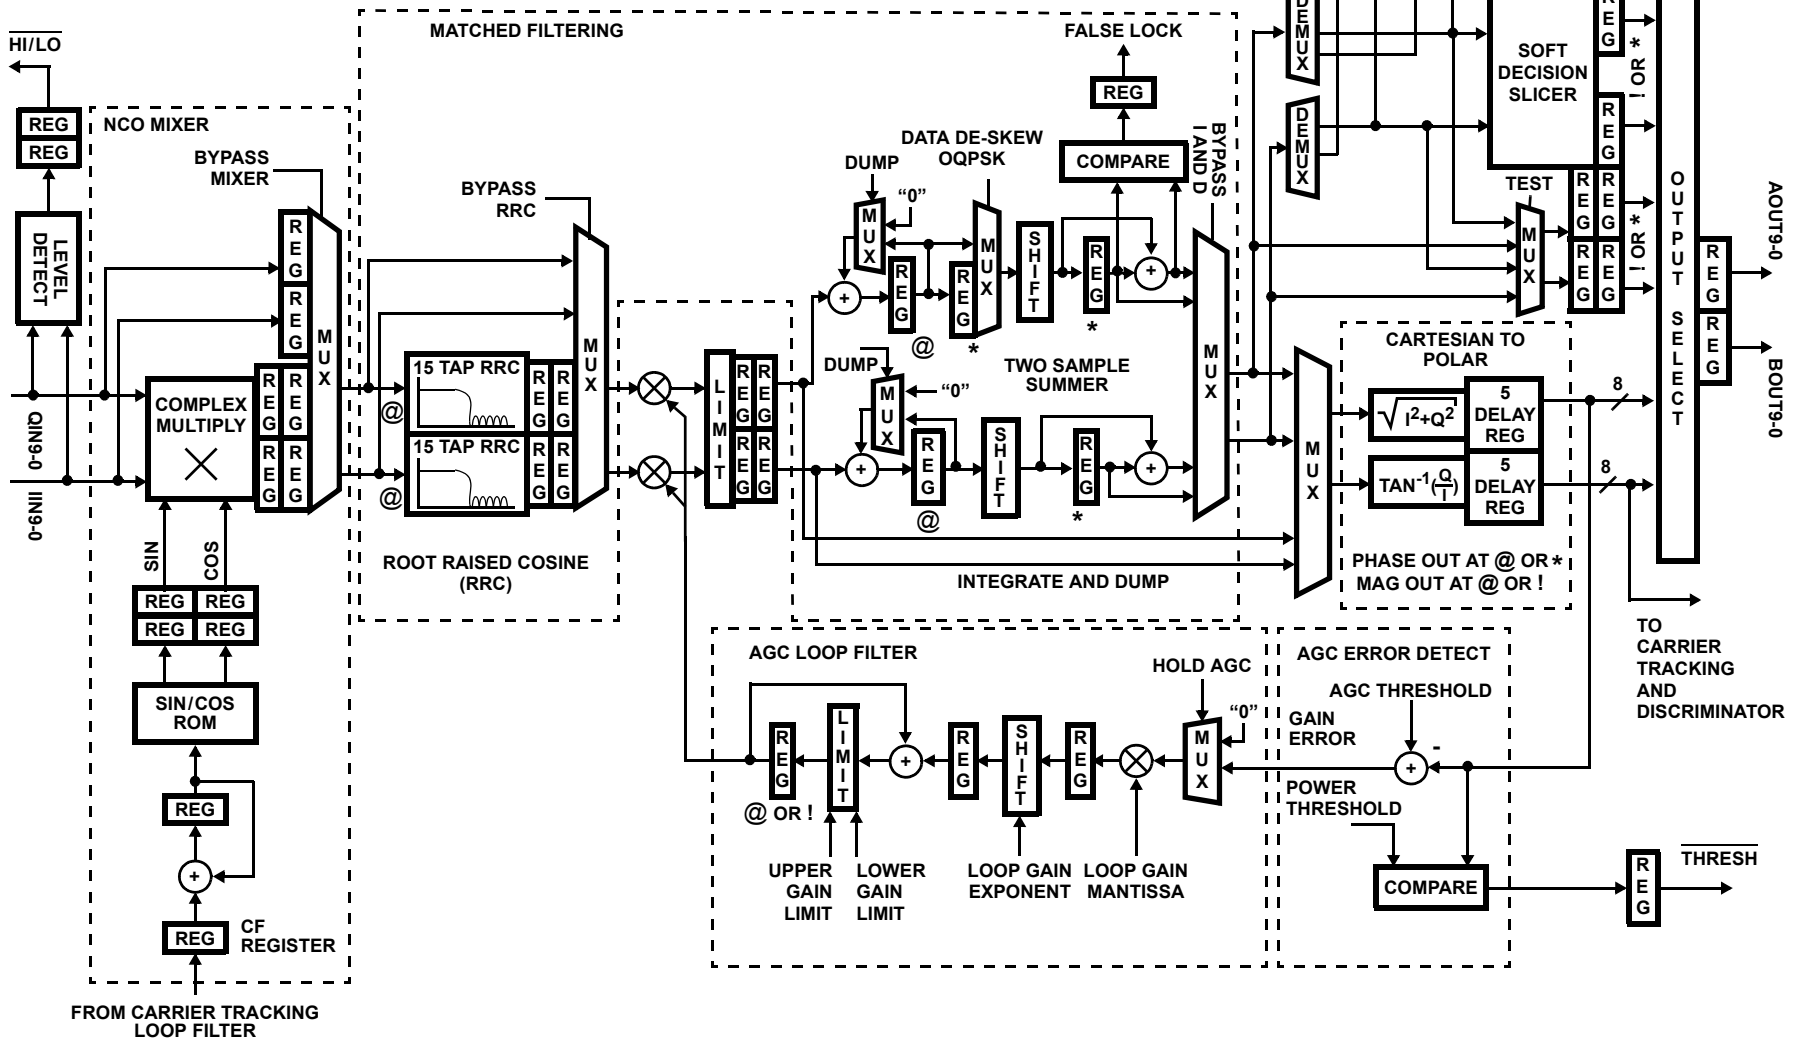 MATCHED FILTERING
FALSE LOCK
HI/LO
REG
REG
REG
NCO MIXER
BYPASS
MIXER
LEVEL
DETECT
REG
REG
MUX
QIN9-0
IIN9-0
COMPLEX
MULTIPLY
REG
REG
REG
REG
SIN
COS
REG
REG
REG
REG
SIN/COS
ROM
REG
+
REG
CF
REGISTER
FROM CARRIER TRACKING
LOOP FILTER
BYPASS
RRC
15 TAP RRC
15 TAP RRC
@
@
REG
REG
REG
REG
MUX
ROOT RAISED COSINE
(RRC)
LIMIT
REG
REG
REG
REG
DUMP
"0"
MUX
+
REG
@
DATA DE-SKEW
OQPSK
REG
*
MUX
SHIFT
REG
*
+
COMPARE
BYPASS
I AND D
DUMP
"0"
MUX
+
REG
@
TWO SAMPLE
SUMMER
SHIFT
REG
*
+
MUX
INTEGRATE AND DUMP
DEMUX
DEMUX
SOFT
DECISION
SLICER
REG
* OR !
REG
TEST
MUX
REG
REG
REG
REG
* OR !
OUTPUT SELECT
REG
REG
AOUT9-0
BOUT9-0
MUX
CARTESIAN TO
POLAR
√I2+Q2
5
DELAY
REG
8
TAN-1(Q/I)
5
DELAY
REG
8
PHASE OUT AT @ OR *
MAG OUT AT @ OR !
TO
CARRIER
TRACKING
AND
DISCRIMINATOR
AGC LOOP FILTER
HOLD AGC
"0"
MUX
REG
SHIFT
REG
+
LIMIT
REG
@ OR !
UPPER
GAIN
LIMIT
LOWER
GAIN
LIMIT
LOOP GAIN
EXPONENT
LOOP GAIN
MANTISSA
AGC ERROR DETECT
AGC THRESHOLD
GAIN
ERROR
-
+
POWER
THRESHOLD
COMPARE
REG
THRESH